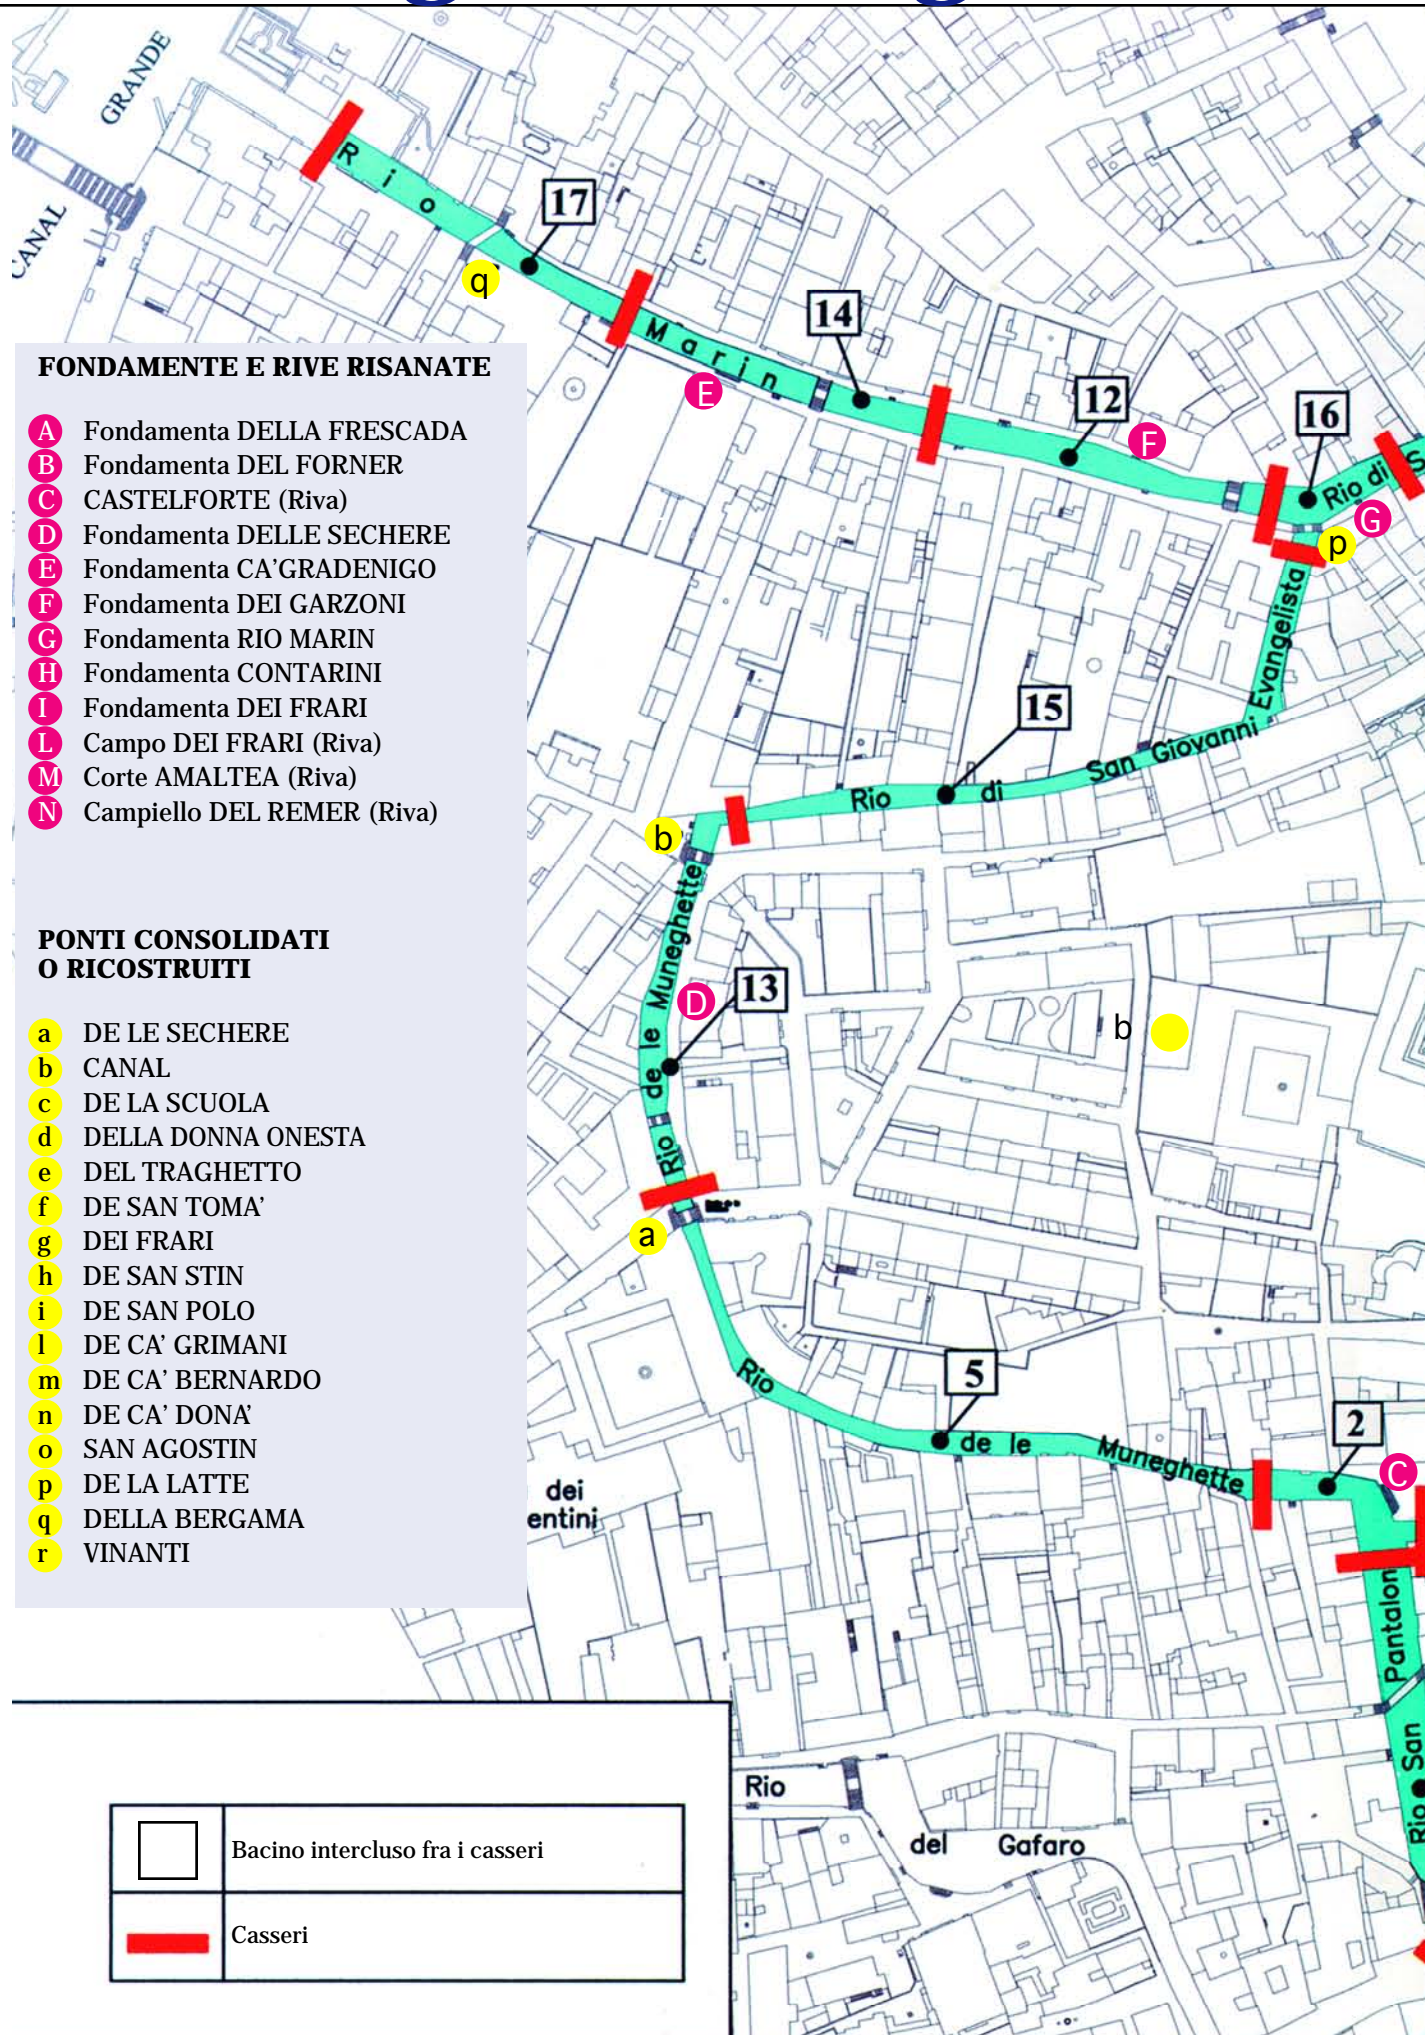 GRANDE
CANAL
Rio
17
q
Marin
14
E
12
F
16
Rio di S
G
p
FONDAMENTE E RIVE RISANATE
A Fondamenta DELLA FRESCADA
B Fondamenta DEL FORNER
C CASTELFORTE (Riva)
D Fondamenta DELLE SECHERE
E Fondamenta CA'GRADENIGO
F Fondamenta DEI GARZONI
G Fondamenta RIO MARIN
H Fondamenta CONTARINI
I Fondamenta DEI FRARI
L Campo DEI FRARI (Riva)
M Corte AMALTEA (Riva)
N Campiello DEL REMER (Riva)
PONTI CONSOLIDATI
O RICOSTRUITI
a DE LE SECHERE
b CANAL
c DE LA SCUOLA
d DELLA DONNA ONESTA
e DEL TRAGHETTO
f DE SAN TOMA'
g DEI FRARI
h DE SAN STIN
i DE SAN POLO
l DE CA' GRIMANI
m DE CA' BERNARDO
n DE CA' DONA'
o SAN AGOSTIN
p DE LA LATTE
q DELLA BERGAMA
r VINANTI
Rio di San Giovanni Evangelista
15
b
Rio de le Muneghette
D
13
b
a
Rio de le Muneghette
5
2
C
dei
entini
Rio San Pantalon
Rio del Gafaro
Bacino intercluso fra i casseri
Casseri